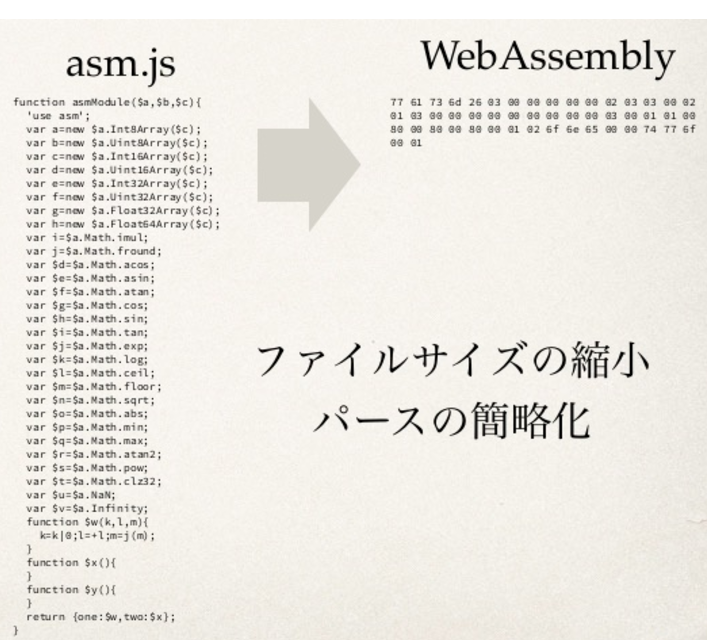 asm.js
function asmModule($a,$b,$c){
'use asm';
var a=new $a.Int8Array($c);
var b=new $a.Uint8Array($c);
var c=new $a.Int16Array($c);
var d=new $a.Uint16Array($c);
var e=new $a.Int32Array($c);
var f=new $a.Uint32Array($c);
var g=new $a.Float32Array($c);
var h=new $a.Float64Array($c);
var i=$a.Math.imul;
var j=$a.Math.fround;
var $d=$a.Math.acos;
var $e=$a.Math.asin;
var $f=$a.Math.atan;
var $g=$a.Math.cos;
var $h=$a.Math.sin;
var $i=$a.Math.tan;
var $j=$a.Math.exp;
var $k=$a.Math.log;
var $l=$a.Math.ceil;
var $m=$a.Math.floor;
var $n=$a.Math.sqrt;
var $o=$a.Math.abs;
var $p=$a.Math.min;
var $q=$a.Math.max;
var $r=$a.Math.atan2;
var $s=$a.Math.pow;
var $t=$a.Math.clz32;
var $u=$a.NaN;
var $v=$a.Infinity;
function $w(k,l,m){
k=k|0;l=+l;m=j(m);
}
function $x(){
}
function $y(){
}
return {one:$w,two:$x};
}
WebAssembly
77 61 73 6d 26 03 00 00 00 00 00 02 03 03 00 02
01 03 00 00 00 00 00 00 00 00 03 00 01 01 00
80 00 80 00 80 00 01 02 6f 6e 65 00 00 74 77 6f
00 01
ファイルサイズの縮小
パースの簡略化